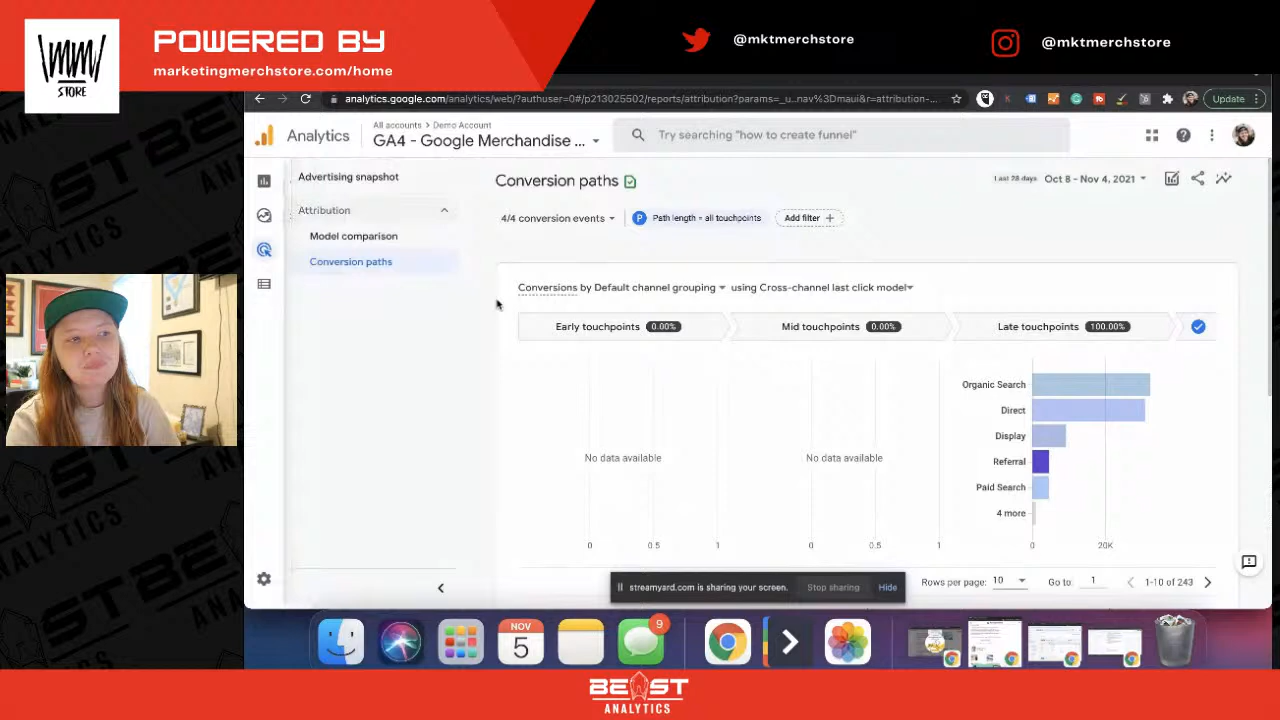 STORE
POWERED BY
marketingmerchstore.com/home
@mktmerchstore
@mktmerchstore
analytics.google.com/analytics/web/?authuser=0#/p213025502/reports/attribution?params=_u..nav%3Dmaui&r=attribution-...
Update
Analytics
All accounts > Demo Account
GA4 - Google Merchandise ...
Try searching "how to create funnel"
Advertising snapshot
Attribution
Model comparison
Conversion paths
Conversion paths
Last 28 days Oct 8 - Nov 4, 2021
4/4 conversion events
P Path length = all touchpoints
Add filter +
Conversions by Default channel grouping
using Cross-channel last click model
Early touchpoints 0.00%
Mid touchpoints 0.00%
Late touchpoints 100.00%
No data available
0 0.5 1
No data available
0 0.5 1
Organic Search
Direct
Display
Referral
Paid Search
4 more
0 20K
streamyard.com is sharing your screen. Stop sharing Hide
Rows per page: 10 Go to: 1 1-10 of 243
NOV
5
9
BEAST
ANALYTICS